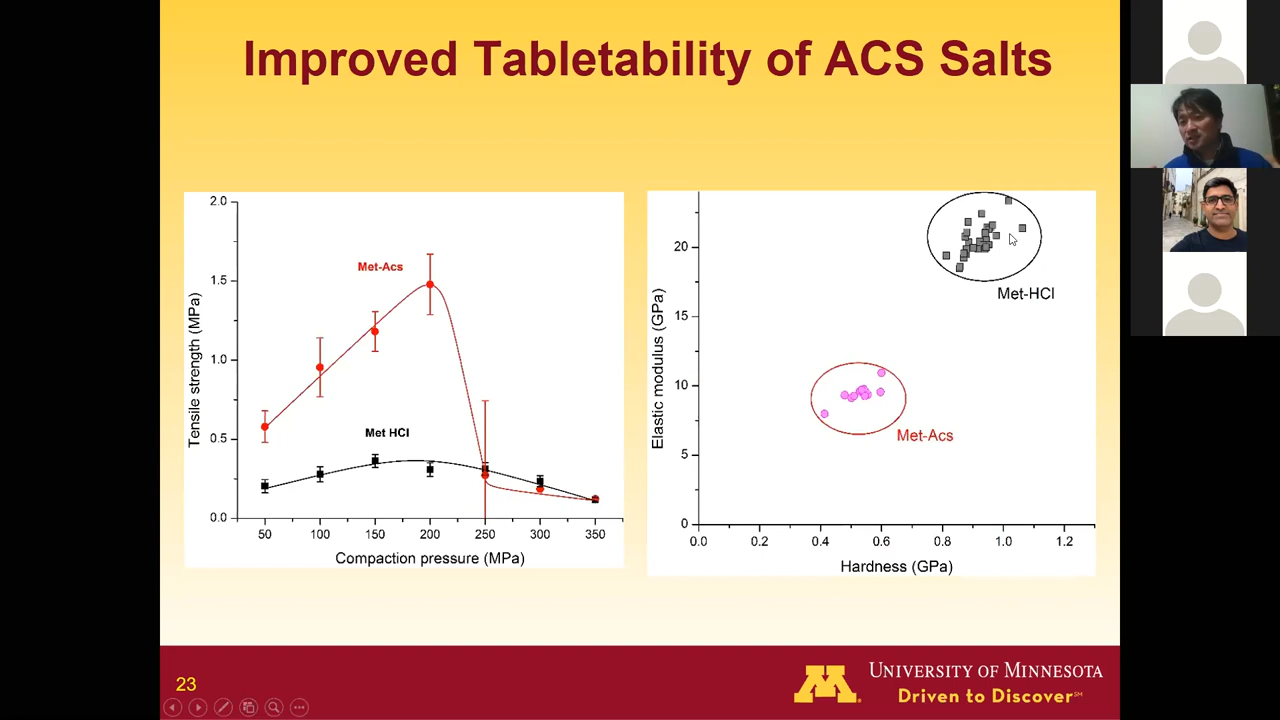 Improved Tabletability of ACS Salts
2.0
1.5
1.0
0.5
0.0
Tensile strength (MPa)
Met-Acs
Met HCl
50 100 150 200 250 300 350
Compaction pressure (MPa)
20
15
10
5
0
Elastic modulus (GPa)
Met-HCl
Met-Acs
0.0 0.2 0.4 0.6 0.8 1.0 1.2
Hardness (GPa)
23
M
UNIVERSITY OF MINNESOTA
Driven to Discover℠